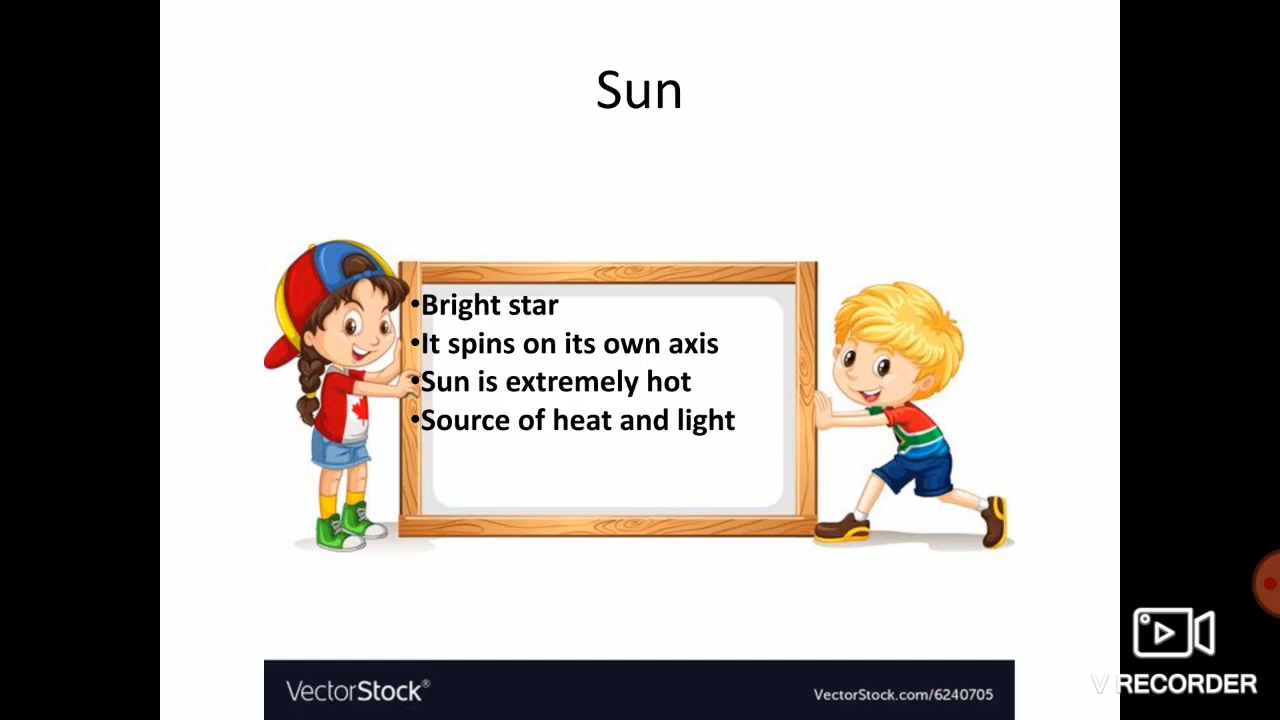 Sun
•Bright star
•It spins on its own axis
•Sun is extremely hot
•Source of heat and light
VectorStock®
VectorStock.com/6240705
V RECORDER